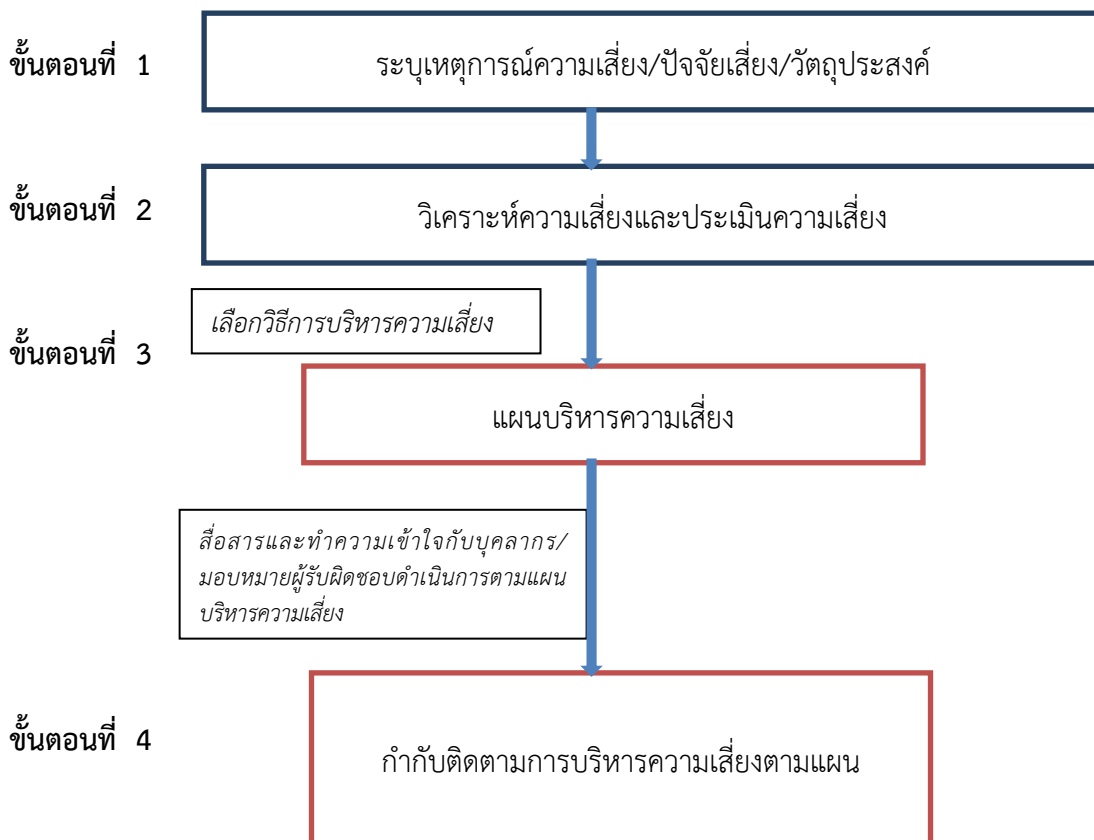 ขั้นตอนที่ 1
ระบุเหตุการณ์ความเสี่ยง/ปัจจัยเสี่ยง/วัตถุประสงค์
ขั้นตอนที่ 2
วิเคราะห์ความเสี่ยงและประเมินความเสี่ยง
เลือกวิธีการบริหารความเสี่ยง
ขั้นตอนที่ 3
แผนบริหารความเสี่ยง
สื่อสารและทำความเข้าใจกับบุคลากร/
มอบหมายผู้รับผิดชอบดำเนินการตามแผน
บริหารความเสี่ยง
ขั้นตอนที่ 4
กำกับติดตามการบริหารความเสี่ยงตามแผน